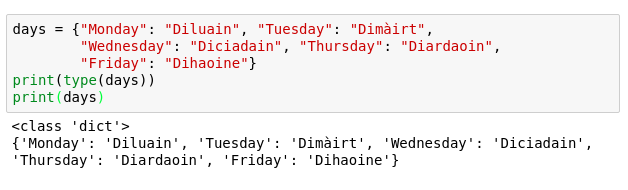 days = {"Monday": "Diluain", "Tuesday": "Dimàirt",
        "Wednesday": "Diciadain", "Thursday": "Diardaoin",
        "Friday": "Dihaoine"}
print(type(days))
print(days)
<class 'dict'>
{'Monday': 'Diluain', 'Tuesday': 'Dimàirt', 'Wednesday': 'Diciadain',
'Thursday': 'Diardaoin', 'Friday': 'Dihaoine'}